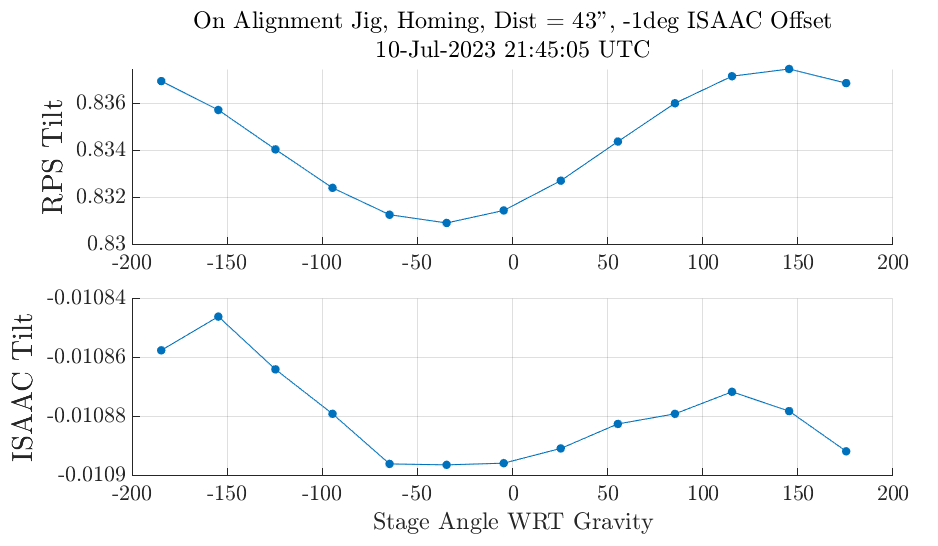 On Alignment Jig, Homing, Dist = 43", -1deg ISAAC Offset
10-Jul-2023 21:45:05 UTC
RPS Tilt
0.836
0.834
0.832
0.83
-200 -150 -100 -50 0 50 100 150 200
ISAAC Tilt
-0.01084
-0.01086
-0.01088
-0.0109
-200 -150 -100 -50 0 50 100 150 200
Stage Angle WRT Gravity